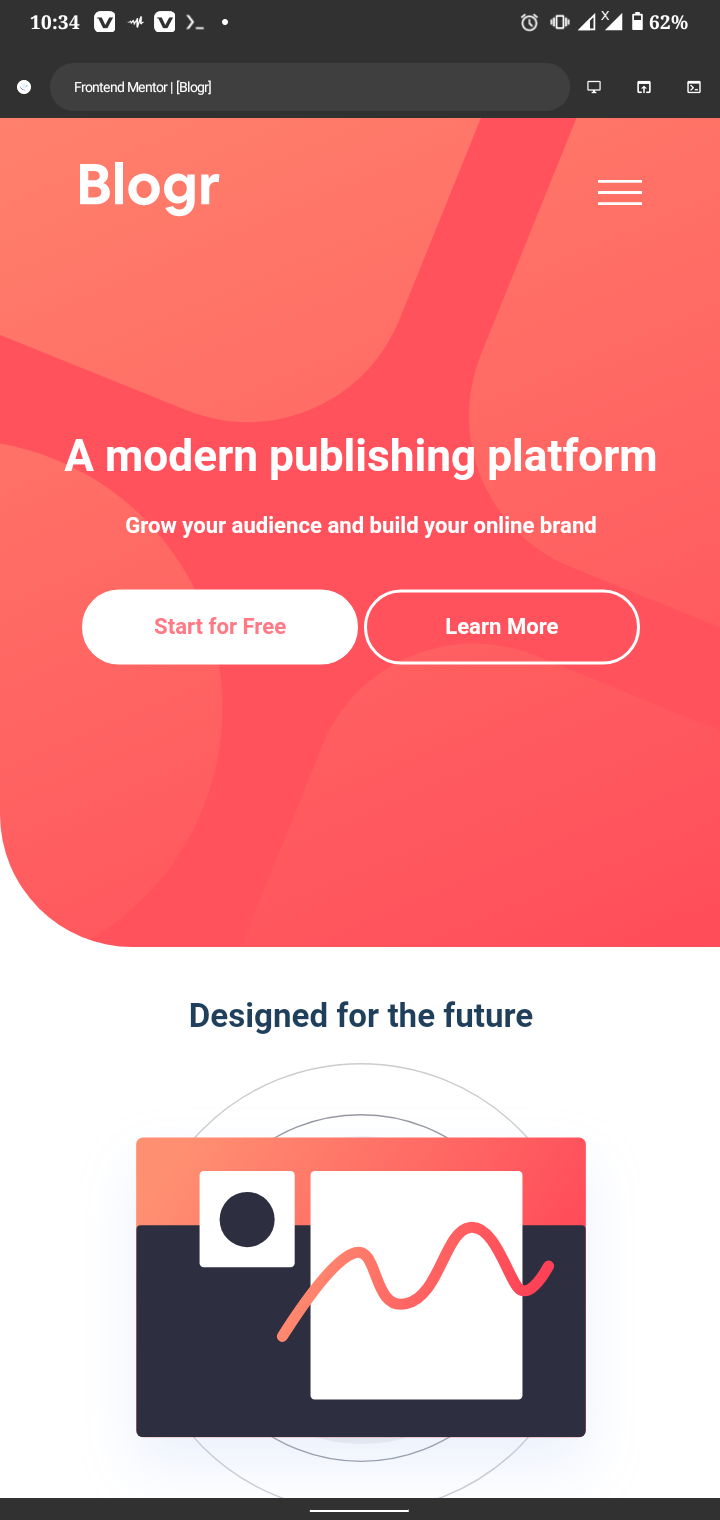 10:34
X
62%
Frontend Mentor | [Blogr]
Blogr
A modern publishing platform
Grow your audience and build your online brand
Start for Free
Learn More
Designed for the future